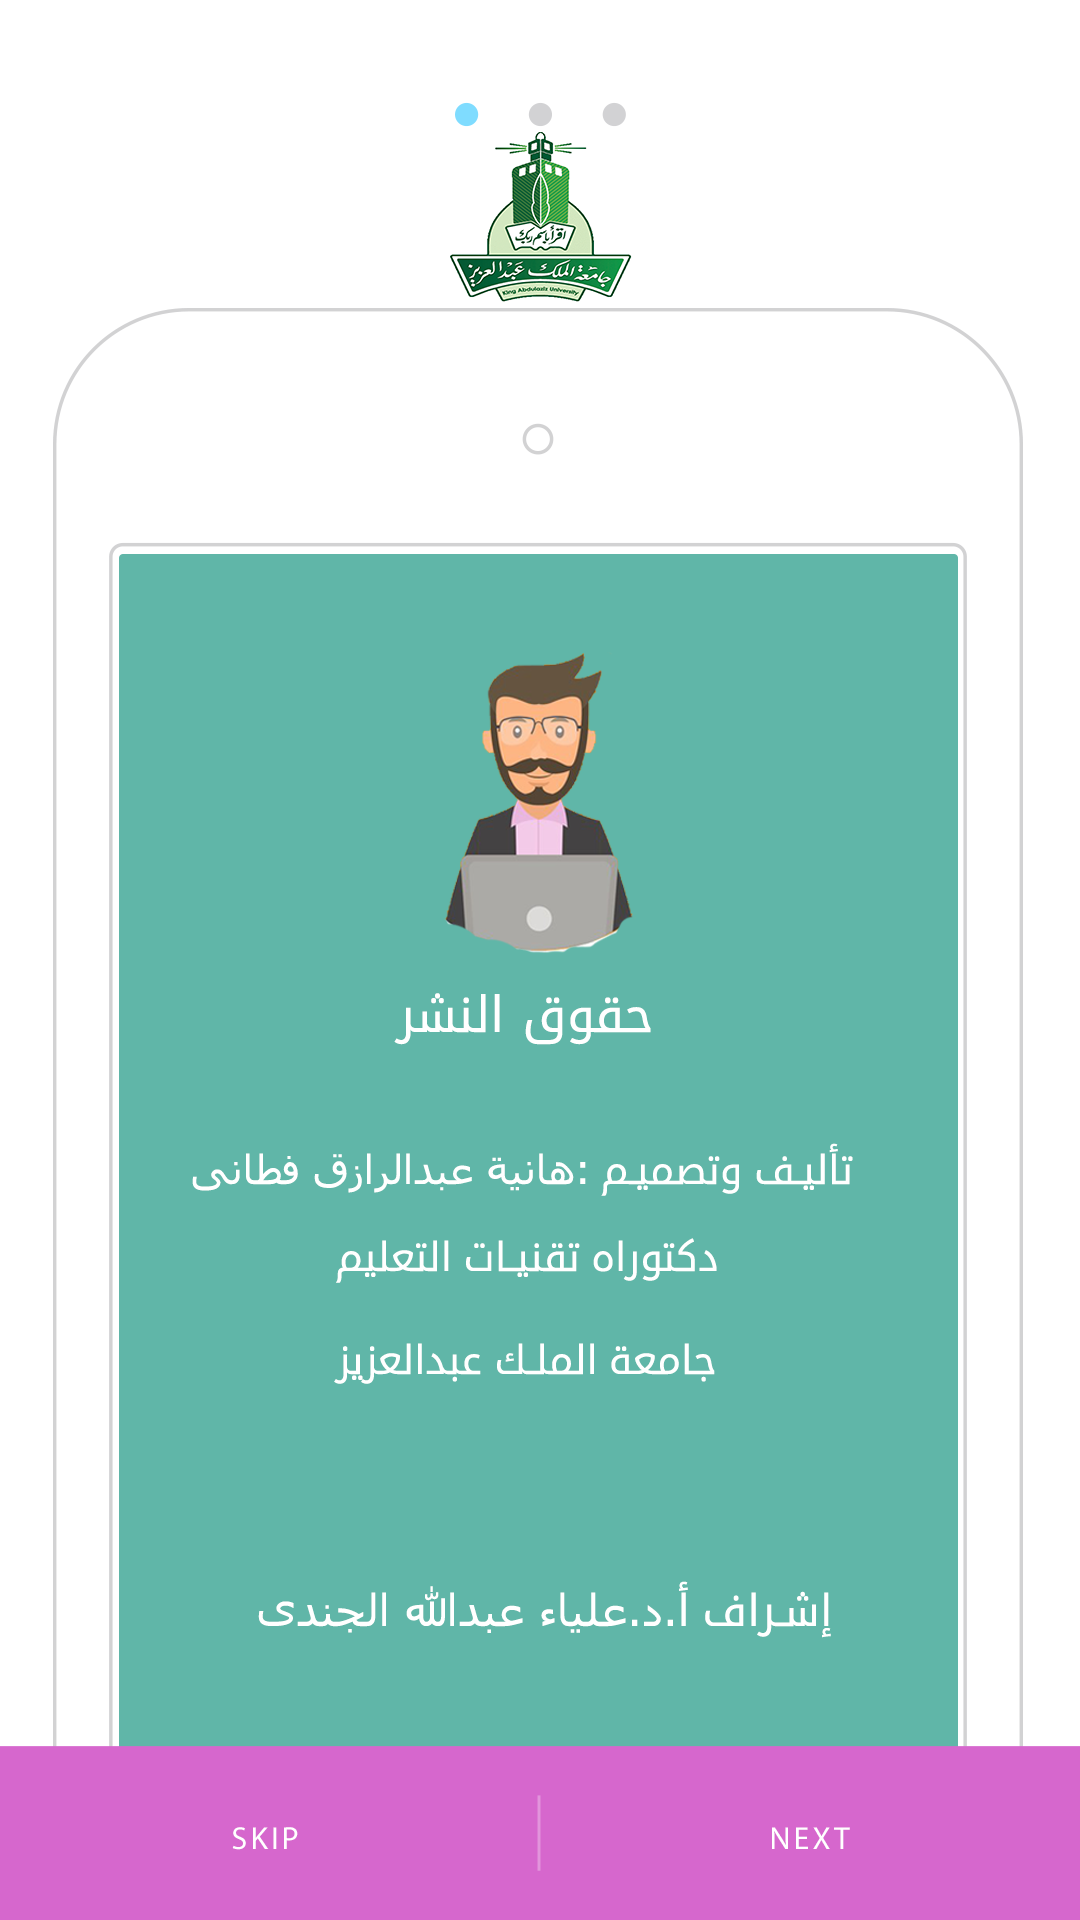 اقرأ باسم ربك
جامعة الملك عبدالعزيز
King Abdulaziz University
حقوق النشر
تأليف وتصميم :هانية عبدالرازق فطانى
دكتوراه تقنيات التعليم
جامعة الملك عبدالعزيز
إشراف أ.د.علياء عبدالله الجندى
SKIP
NEXT